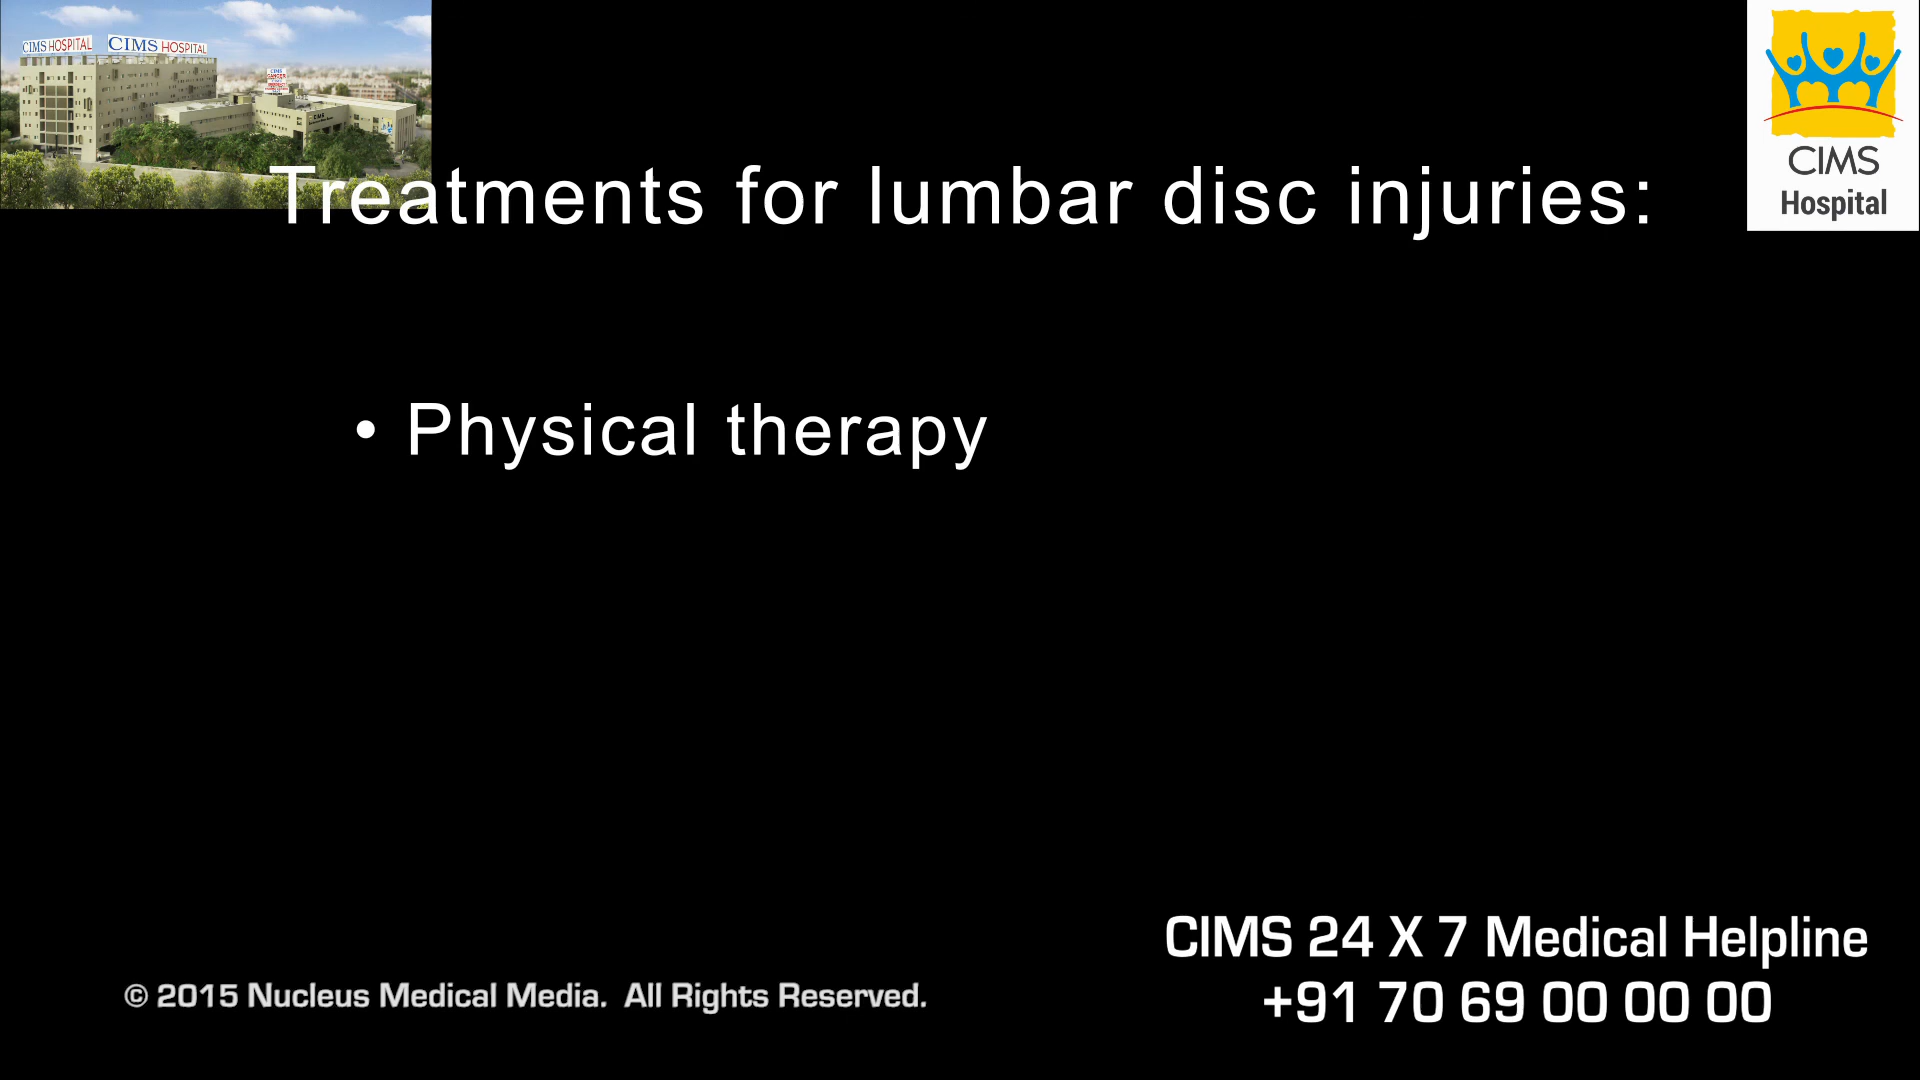 CIMS HOSPITAL CIMS HOSPITAL
CIMS
Hospital
Treatments for lumbar disc injuries:
• Physical therapy
CIMS 24 X 7 Medical Helpline
+91 70 69 00 00 00
© 2015 Nucleus Medical Media. All Rights Reserved.